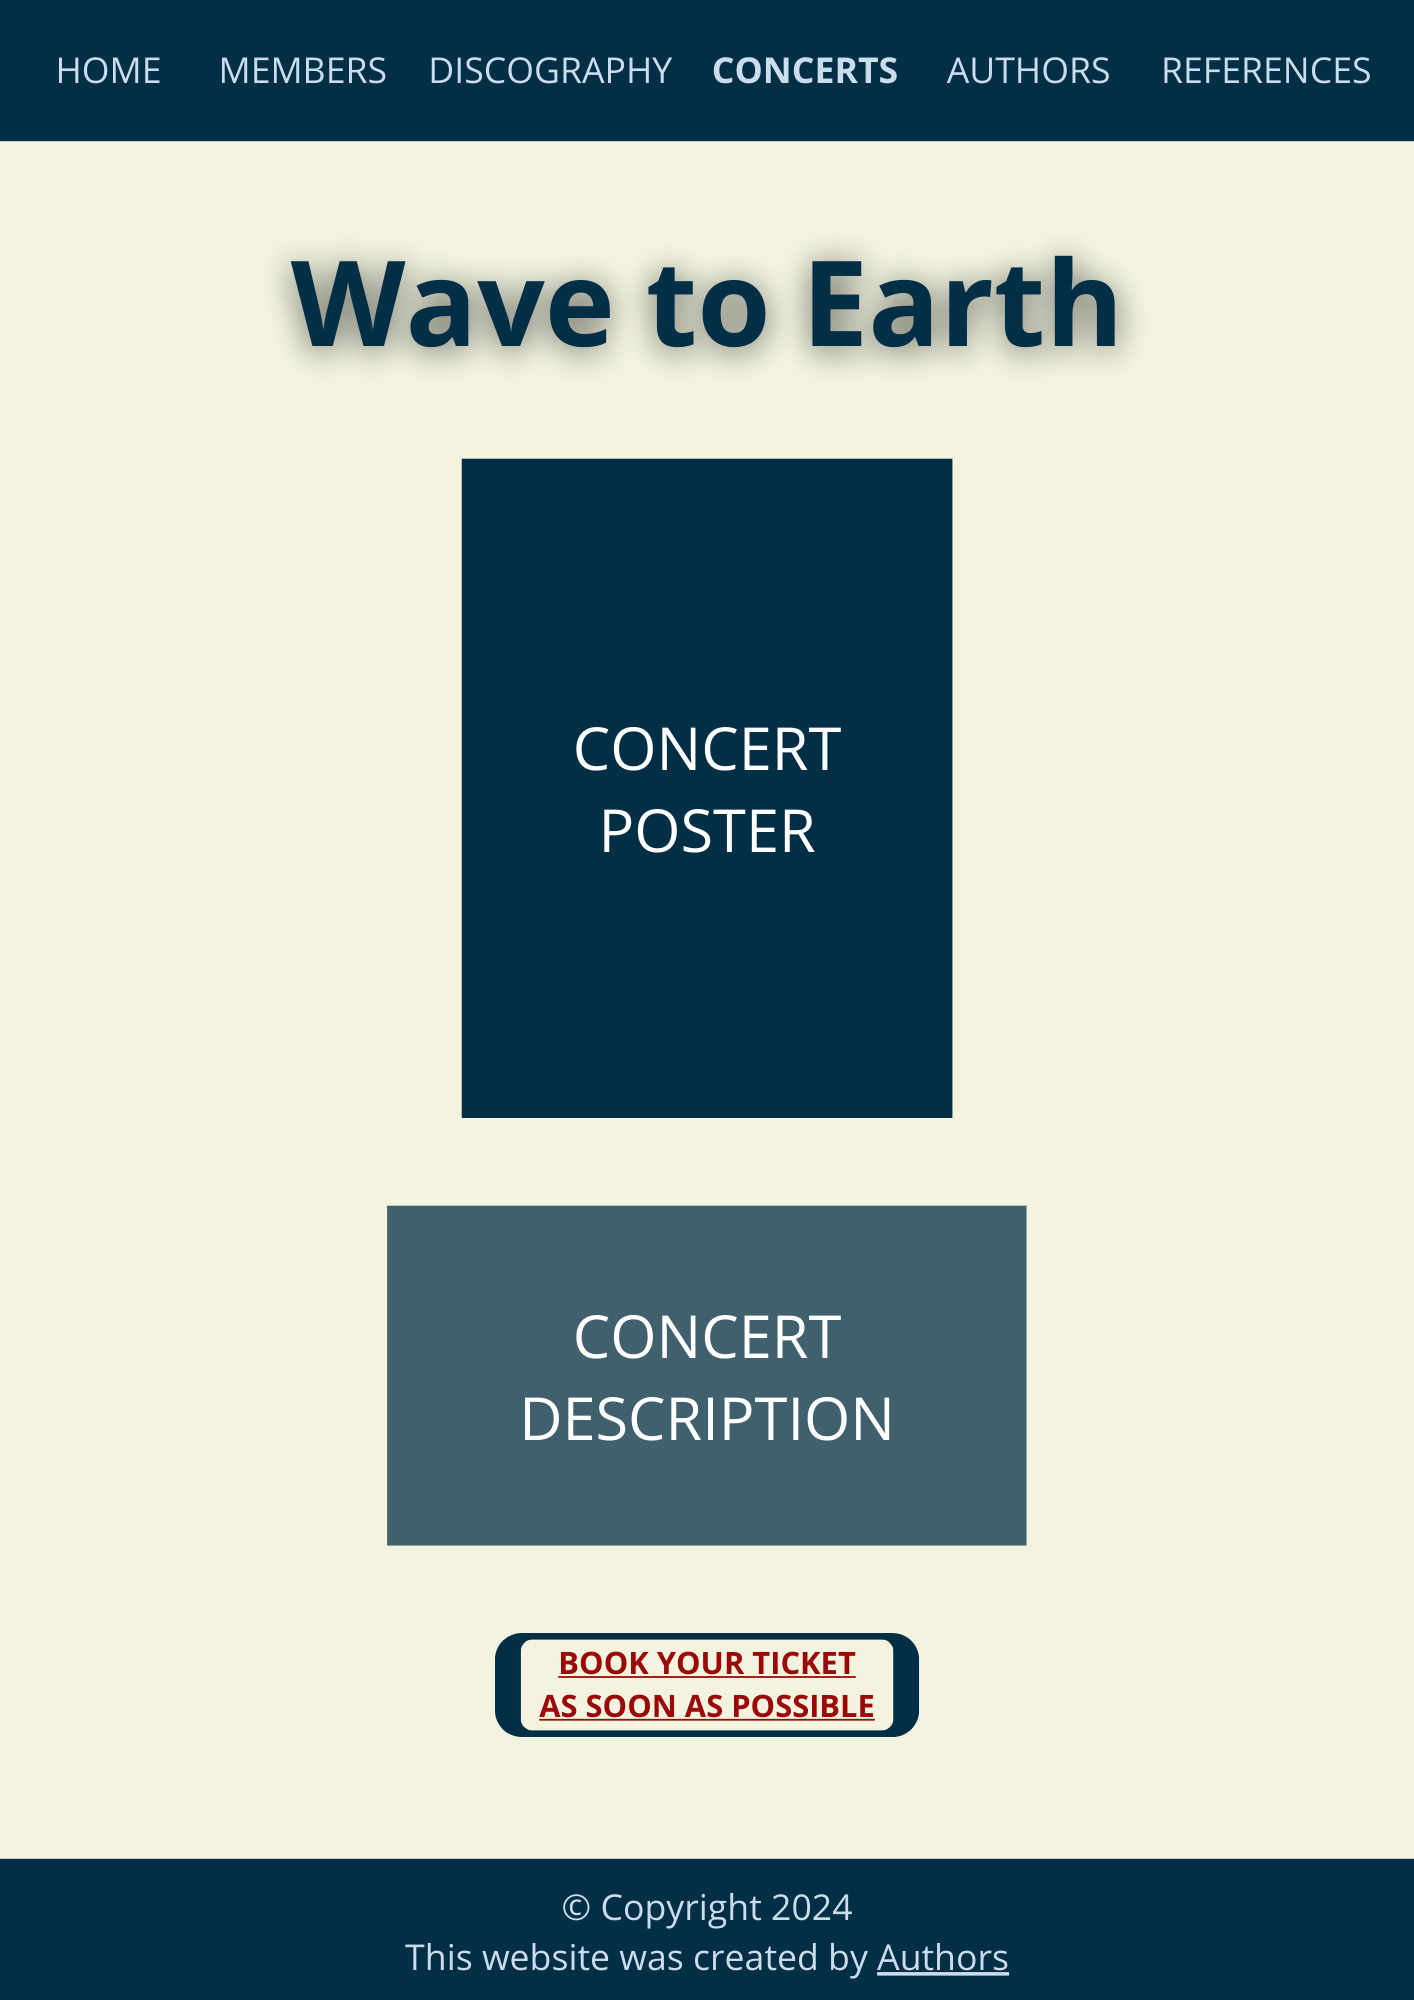 HOME MEMBERS DISCOGRAPHY CONCERTS AUTHORS REFERENCES
Wave to Earth
CONCERT
POSTER
CONCERT
DESCRIPTION
BOOK YOUR TICKET
AS SOON AS POSSIBLE
© Copyright 2024
This website was created by Authors